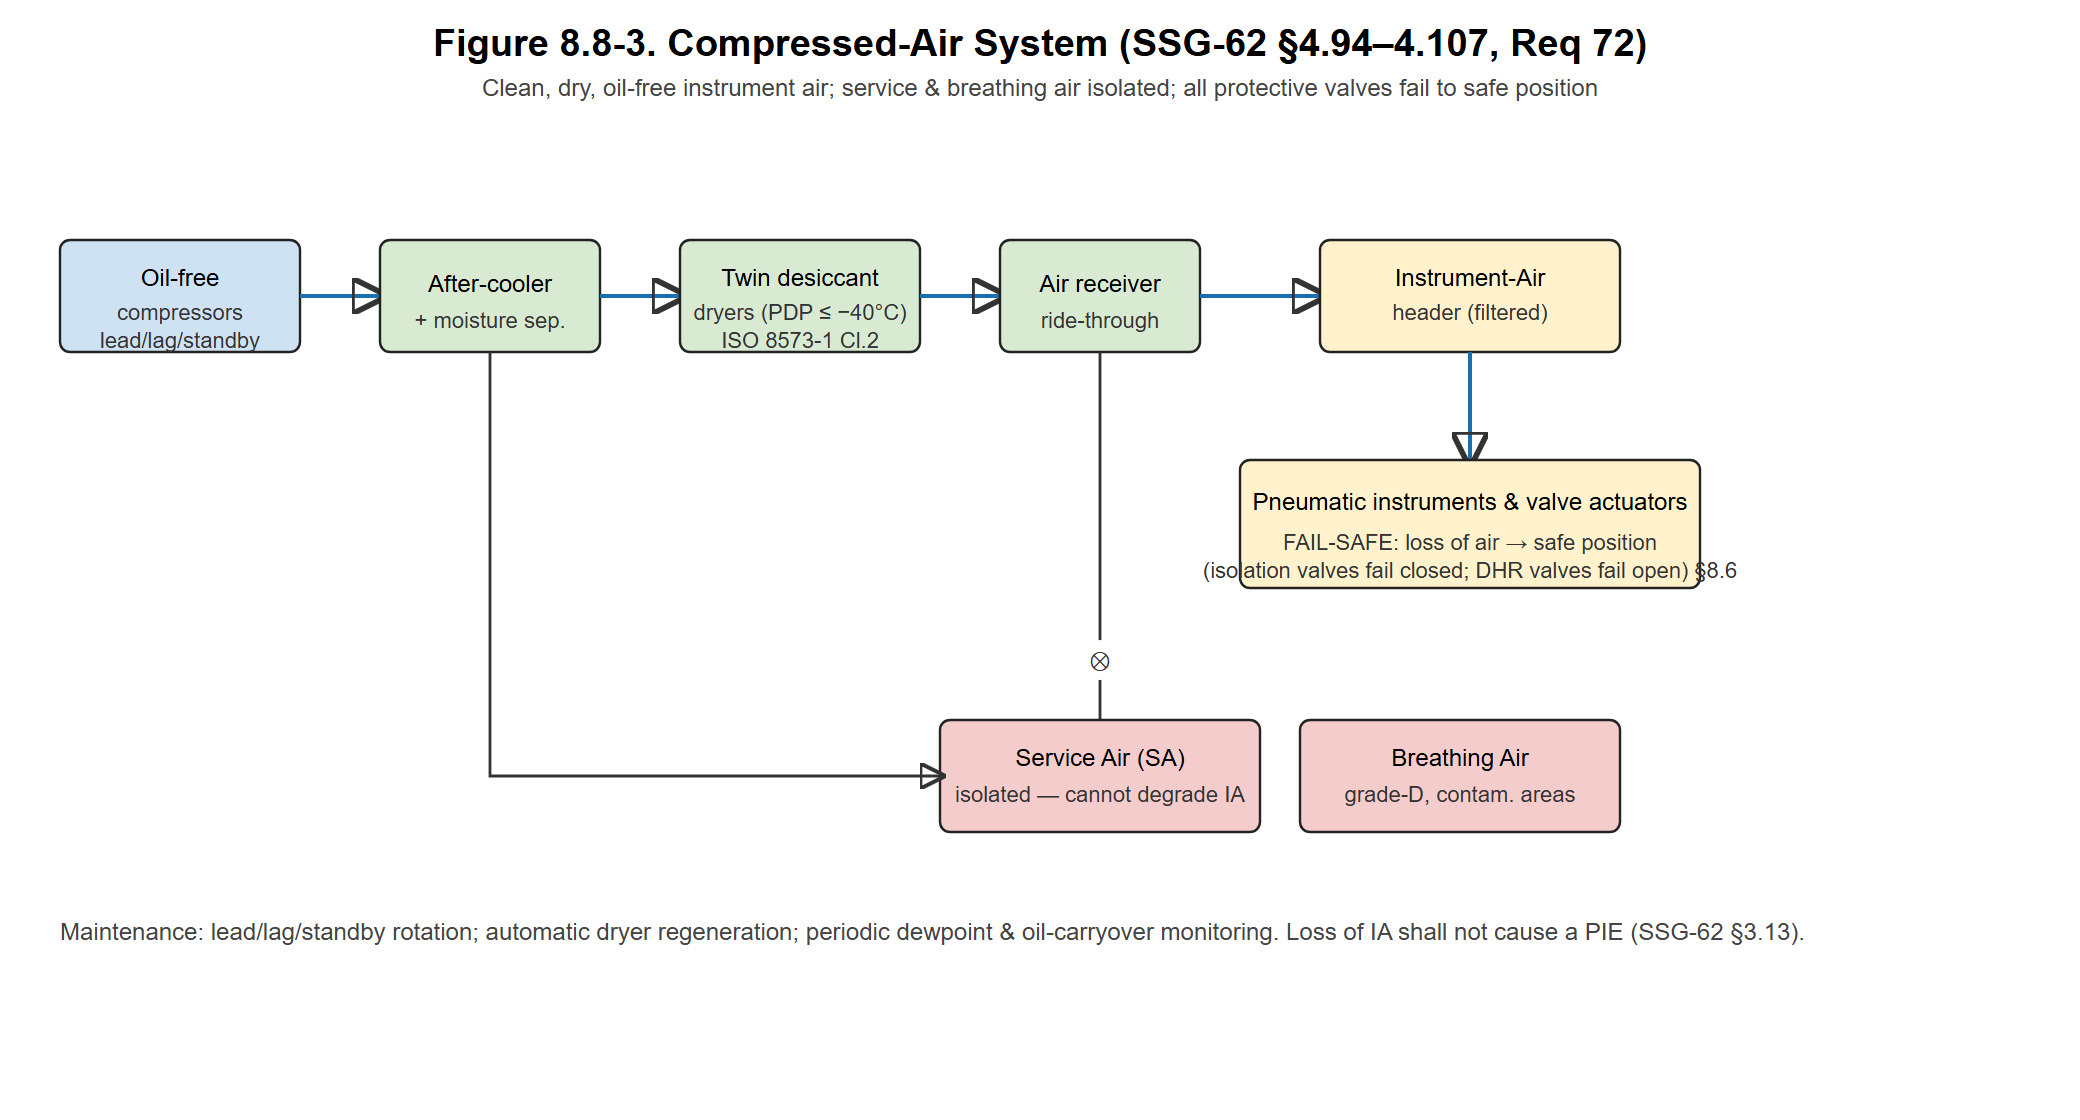 Figure 8.8-3. Compressed-Air System (SSG-62 §4.94–4.107, Req 72)
Clean, dry, oil-free instrument air; service & breathing air isolated; all protective valves fail to safe position
Oil-free
compressors
lead/lag/standby
After-cooler
+ moisture sep.
Twin desiccant
dryers (PDP ≤ −40°C)
ISO 8573-1 Cl.2
Air receiver
ride-through
Instrument-Air
header (filtered)
Pneumatic instruments & valve actuators
FAIL-SAFE: loss of air → safe position
(isolation valves fail closed; DHR valves fail open) §8.6
⊗
Service Air (SA)
isolated — cannot degrade IA
Breathing Air
grade-D, contam. areas
Maintenance: lead/lag/standby rotation; automatic dryer regeneration; periodic dewpoint & oil-carryover monitoring. Loss of IA shall not cause a PIE (SSG-62 §3.13).